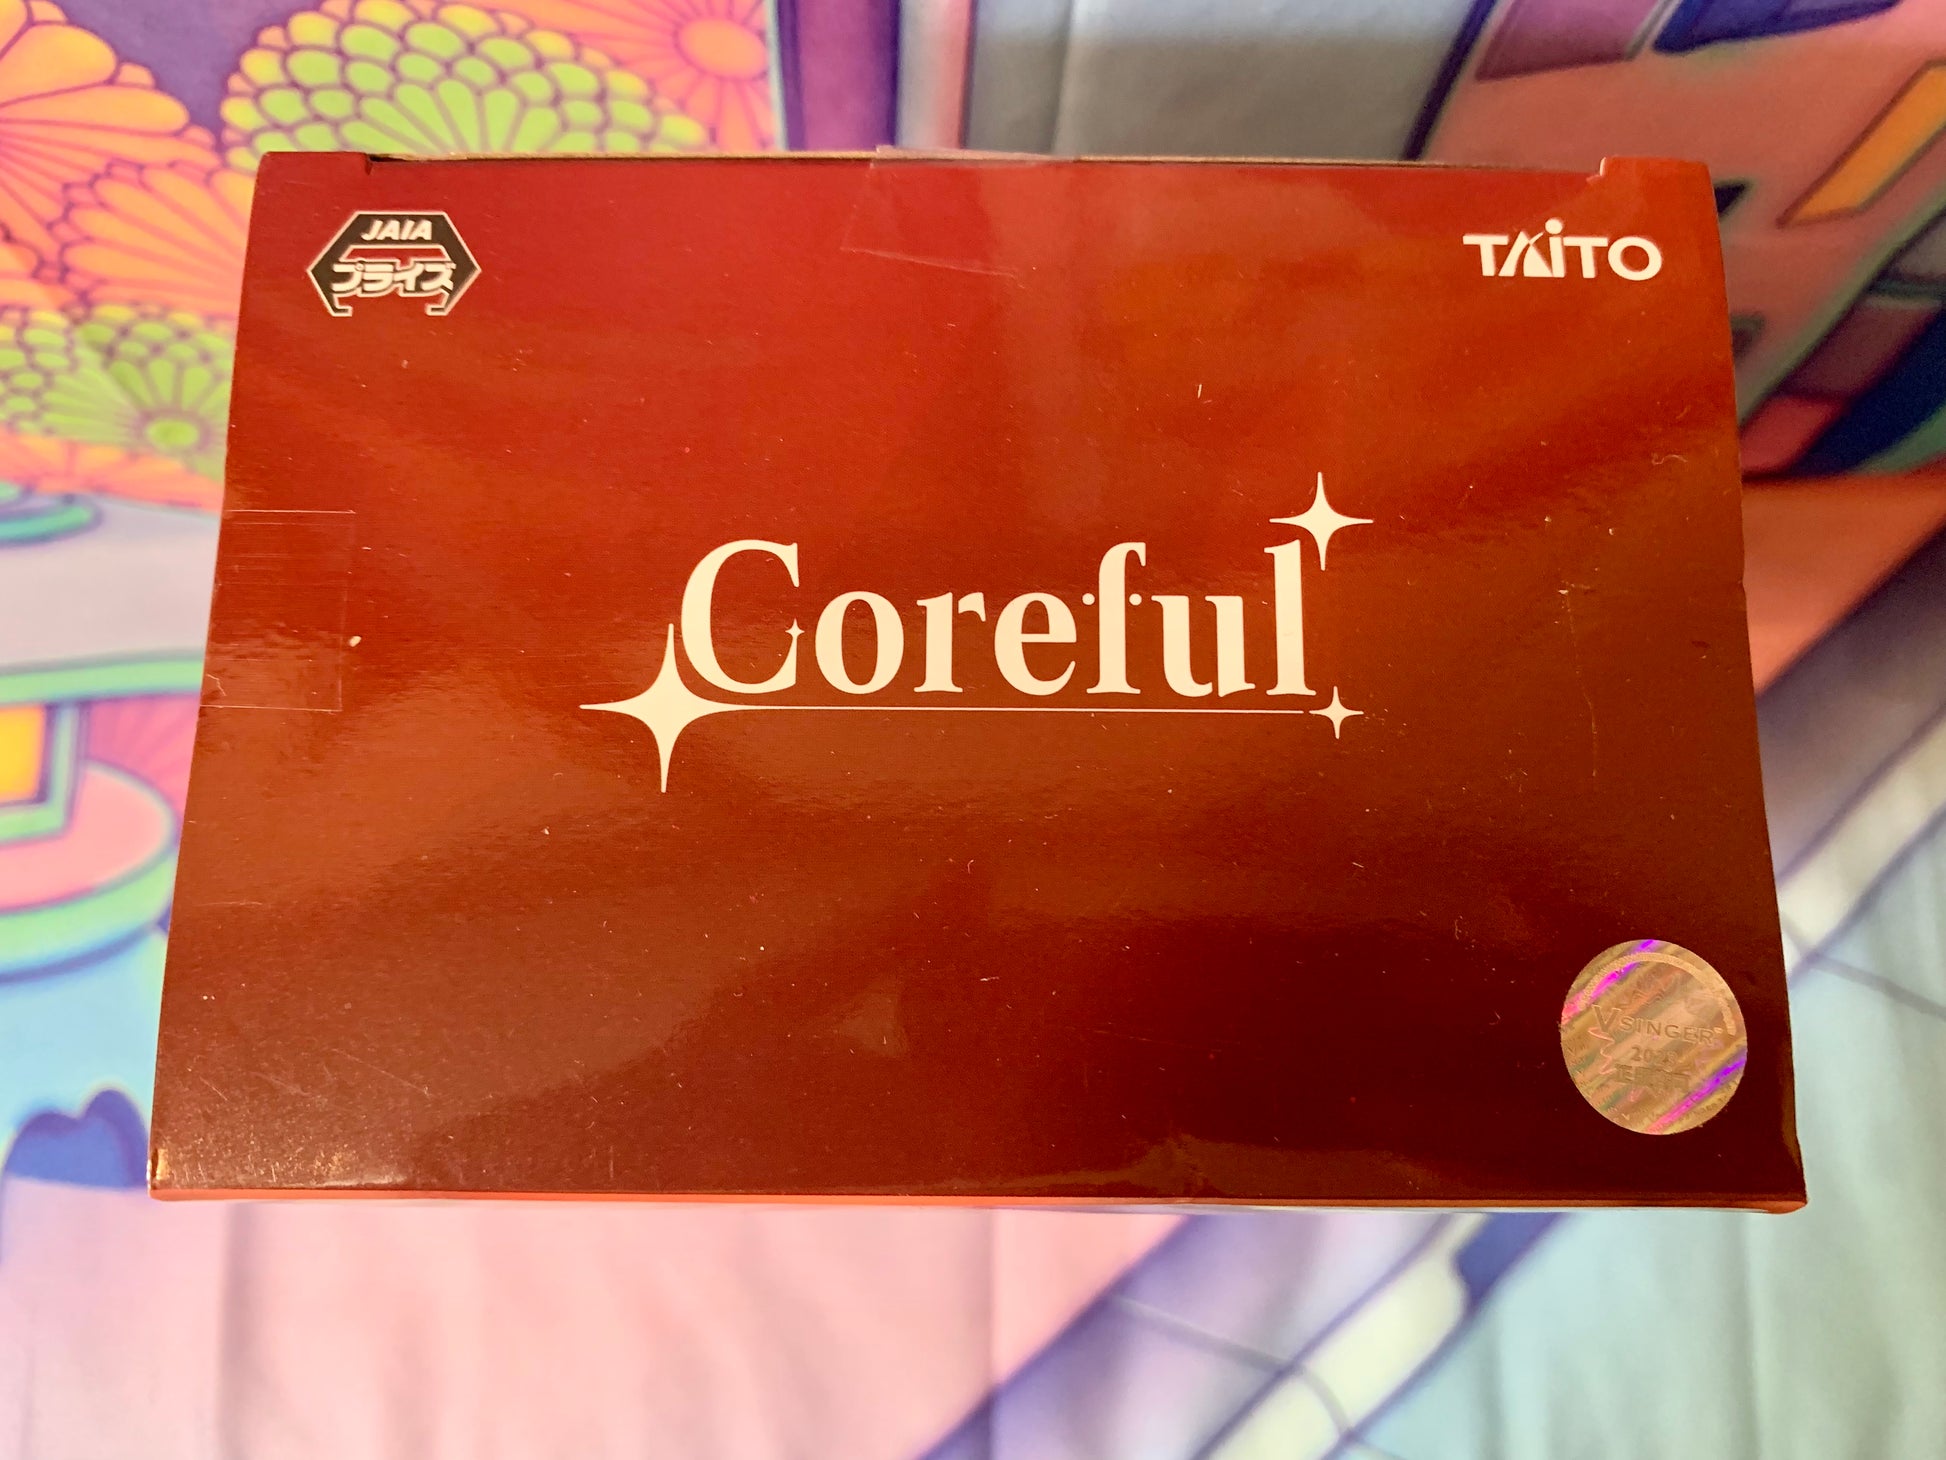 JAIA
プライズ
TAiTO
Coreful
VSINGER